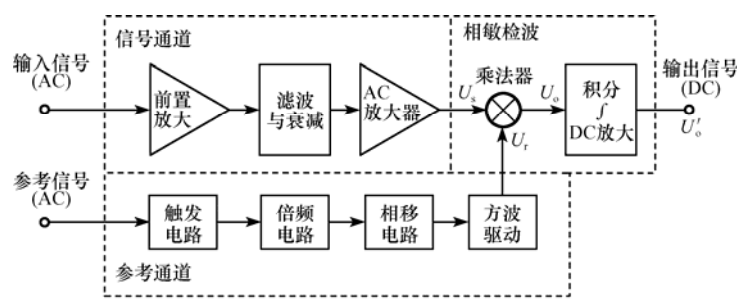 信号通道
相敏检波
输入信号
(AC)
前置
放大
滤波
与衰减
AC
放大器
Us
乘法器
Uo
积分
∫
DC放大
输出信号
(DC)
U′o
Ur
参考信号
(AC)
触发
电路
倍频
电路
相移
电路
方波
驱动
参考通道